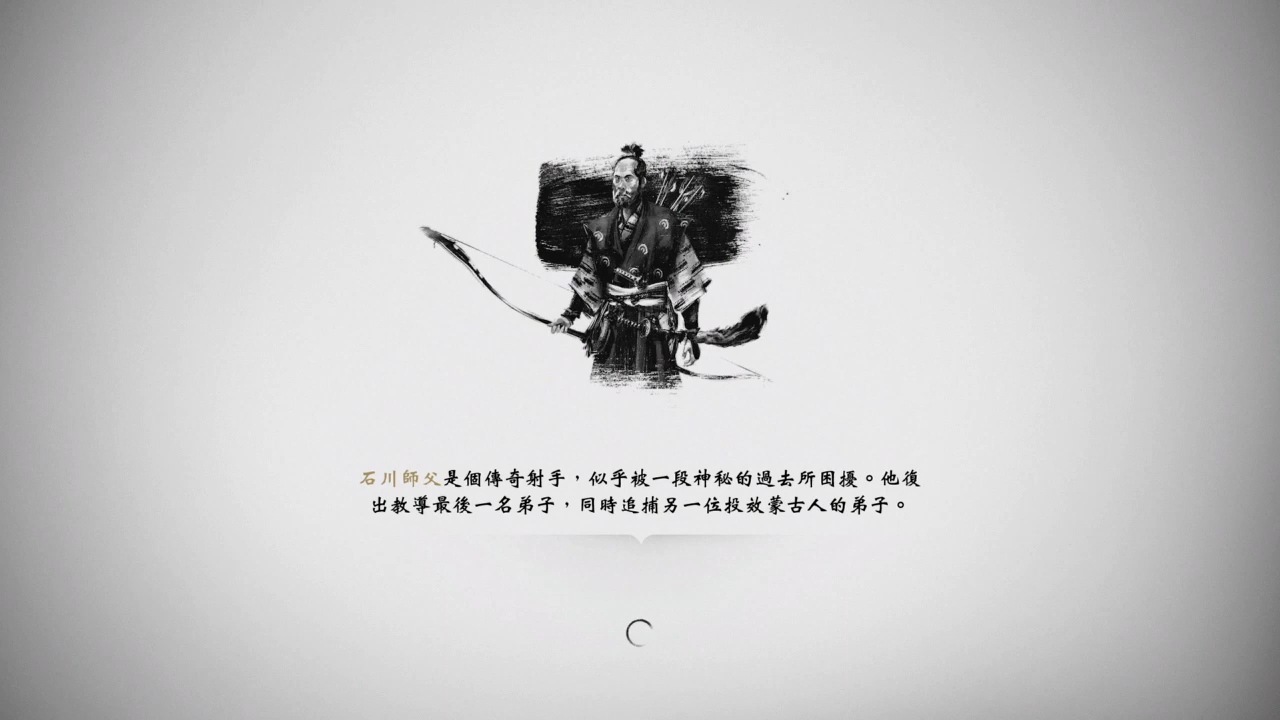 石川師父是個傳奇射手，似乎被一段神秘的過去所困擾。他復
出教導最後一名弟子，同時追捕另一位投效蒙古人的弟子。